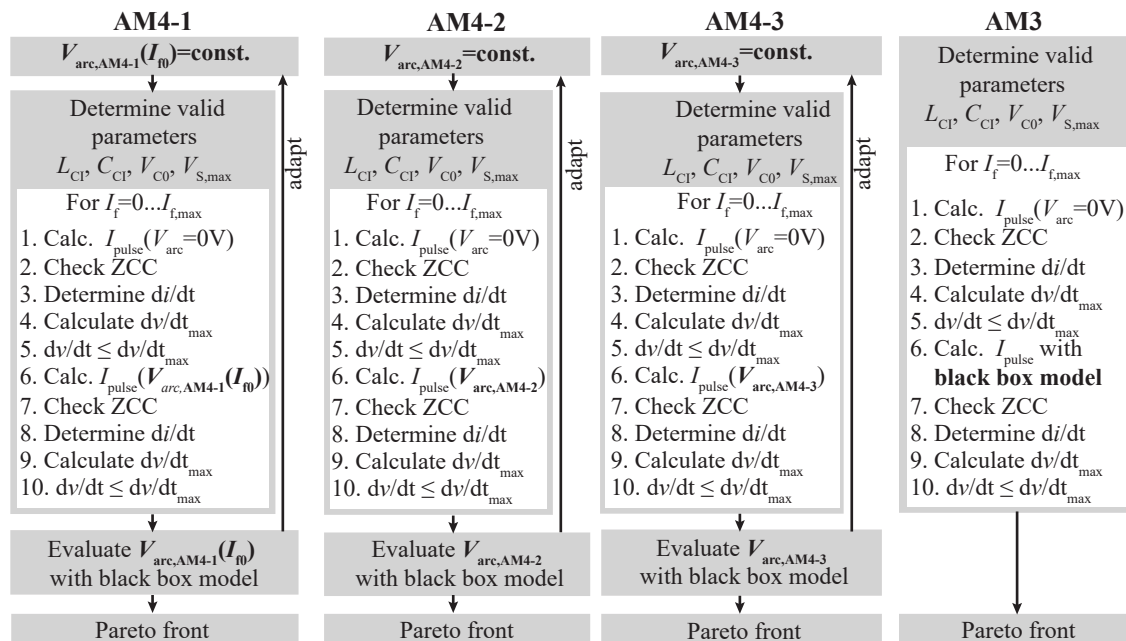 AM4-1
V_arc,AM4-1(I_f0)=const.
Determine valid
parameters
L_CI, C_CI, V_C0, V_S,max
For I_f=0...I_f,max
1. Calc. I_pulse(V_arc=0V)
2. Check ZCC
3. Determine di/dt
4. Calculate dv/dt_max
5. dv/dt ≤ dv/dt_max
6. Calc. I_pulse(V_arc,AM4-1(I_f0))
7. Check ZCC
8. Determine di/dt
9. Calculate dv/dt_max
10. dv/dt ≤ dv/dt_max
adapt
Evaluate V_arc,AM4-1(I_f0)
with black box model
Pareto front
AM4-2
V_arc,AM4-2=const.
Determine valid
parameters
L_CI, C_CI, V_C0, V_S,max
For I_f=0...I_f,max
1. Calc. I_pulse(V_arc=0V)
2. Check ZCC
3. Determine di/dt
4. Calculate dv/dt_max
5. dv/dt ≤ dv/dt_max
6. Calc. I_pulse(V_arc,AM4-2)
7. Check ZCC
8. Determine di/dt
9. Calculate dv/dt_max
10. dv/dt ≤ dv/dt_max
adapt
Evaluate V_arc,AM4-2
with black box model
Pareto front
AM4-3
V_arc,AM4-3=const.
Determine valid
parameters
L_CI, C_CI, V_C0, V_S,max
For I_f=0...I_f,max
1. Calc. I_pulse(V_arc=0V)
2. Check ZCC
3. Determine di/dt
4. Calculate dv/dt_max
5. dv/dt ≤ dv/dt_max
6. Calc. I_pulse(V_arc,AM4-3)
7. Check ZCC
8. Determine di/dt
9. Calculate dv/dt_max
10. dv/dt ≤ dv/dt_max
adapt
Evaluate V_arc,AM4-3
with black box model
Pareto front
AM3
Determine valid
parameters
L_CI, C_CI, V_C0, V_S,max
For I_f=0...I_f,max
1. Calc. I_pulse(V_arc=0V)
2. Check ZCC
3. Determine di/dt
4. Calculate dv/dt_max
5. dv/dt ≤ dv/dt_max
6. Calc. I_pulse with
black box model
7. Check ZCC
8. Determine di/dt
9. Calculate dv/dt_max
10. dv/dt ≤ dv/dt_max
Pareto front